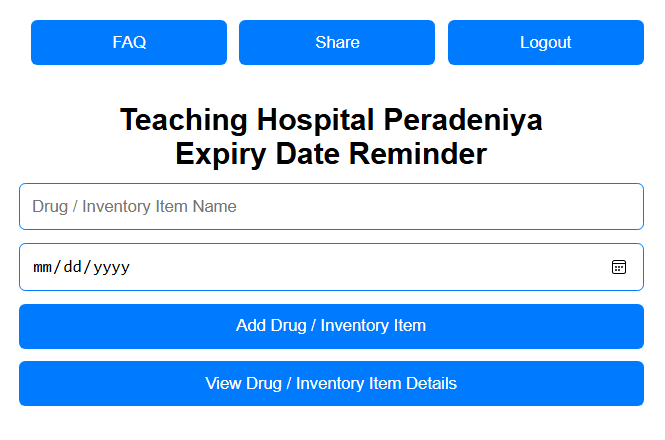 FAQ
Share
Logout
Teaching Hospital Peradeniya
Expiry Date Reminder
Drug / Inventory Item Name
mm/dd/yyyy
Add Drug / Inventory Item
View Drug / Inventory Item Details